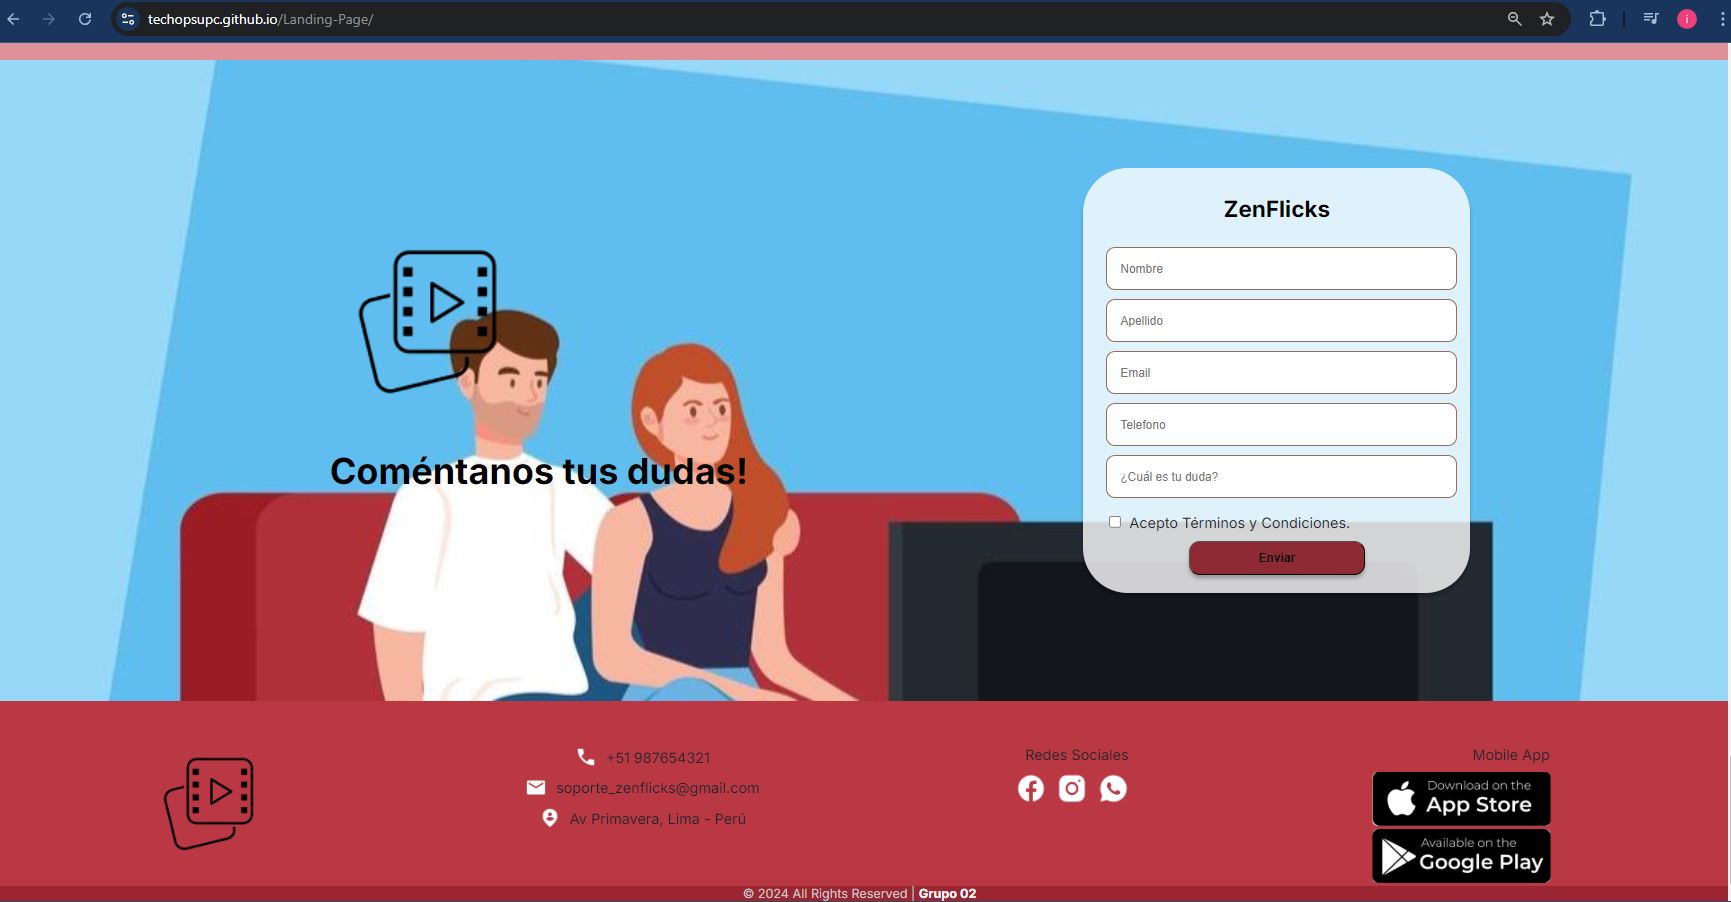 techopsupc.github.io/Landing-Page/
i
ZenFlicks
Nombre
Apellido
Email
Telefono
¿Cuál es tu duda?
Acepto Términos y Condiciones.
Enviar
Coméntanos tus dudas!
+51 987654321
soporte_zenflicks@gmail.com
Av Primavera, Lima - Perú
Redes Sociales
Mobile App
Download on the
App Store
Available on the
Google Play
© 2024 All Rights Reserved | Grupo 02